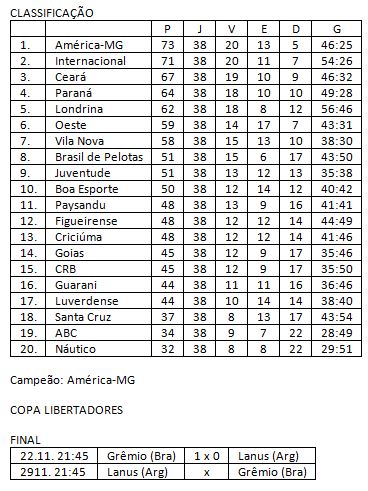 CLASSIFICAÇÃO
P J V E D G
1. América-MG 73 38 20 13 5 46:25
2. Internacional 71 38 20 11 7 54:26
3. Ceará 67 38 19 10 9 46:32
4. Paraná 64 38 18 10 10 49:28
5. Londrina 62 38 18 8 12 56:46
6. Oeste 59 38 14 17 7 43:31
7. Vila Nova 58 38 15 13 10 38:30
8. Brasil de Pelotas 51 38 15 6 17 43:50
9. Juventude 51 38 13 12 13 35:38
10. Boa Esporte 50 38 12 14 12 40:42
11. Paysandu 48 38 13 9 16 41:41
12. Figueirense 48 38 12 12 14 44:49
13. Criciúma 48 38 12 12 14 41:46
14. Goias 45 38 12 9 17 35:46
15. CRB 45 38 12 9 17 35:50
16. Guarani 44 38 11 11 16 36:46
17. Luverdense 44 38 10 14 14 38:40
18. Santa Cruz 37 38 8 13 17 43:54
19. ABC 34 38 9 7 22 28:49
20. Náutico 32 38 8 8 22 29:51
Campeão: América-MG
COPA LIBERTADORES
FINAL
22.11. 21:45 Grêmio (Bra) 1 x 0 Lanus (Arg)
2911. 21:45 Lanus (Arg) x Grêmio (Bra)